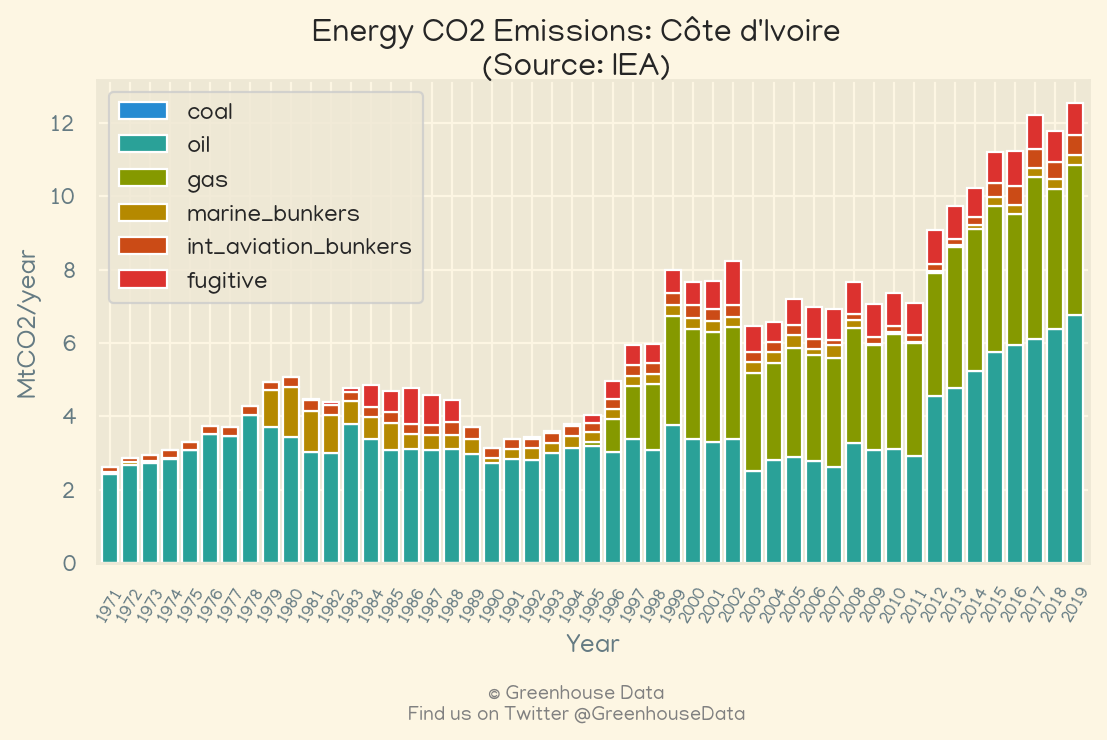 Energy CO2 Emissions: Côte d'Ivoire
(Source: IEA)
coal
oil
gas
marine_bunkers
int_aviation_bunkers
fugitive
MtCO2/year
12
10
8
6
4
2
0
1971 1972 1973 1974 1975 1976 1977 1978 1979 1980 1981 1982 1983 1984 1985 1986 1987 1988 1989 1990 1991 1992 1993 1994 1995 1996 1997 1998 1999 2000 2001 2002 2003 2004 2005 2006 2007 2008 2009 2010 2011 2012 2013 2014 2015 2016 2017 2018 2019
Year
© Greenhouse Data
Find us on Twitter @GreenhouseData